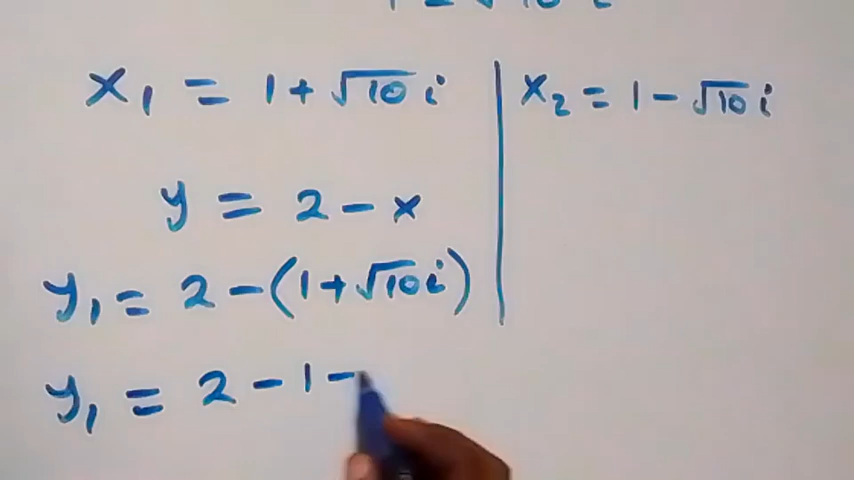 x₁ = 1 + √10 i
y = 2 - x
y₁ = 2 - (1 + √10 i)
y₁ = 2 - 1 -
x₂ = 1 - √10 i